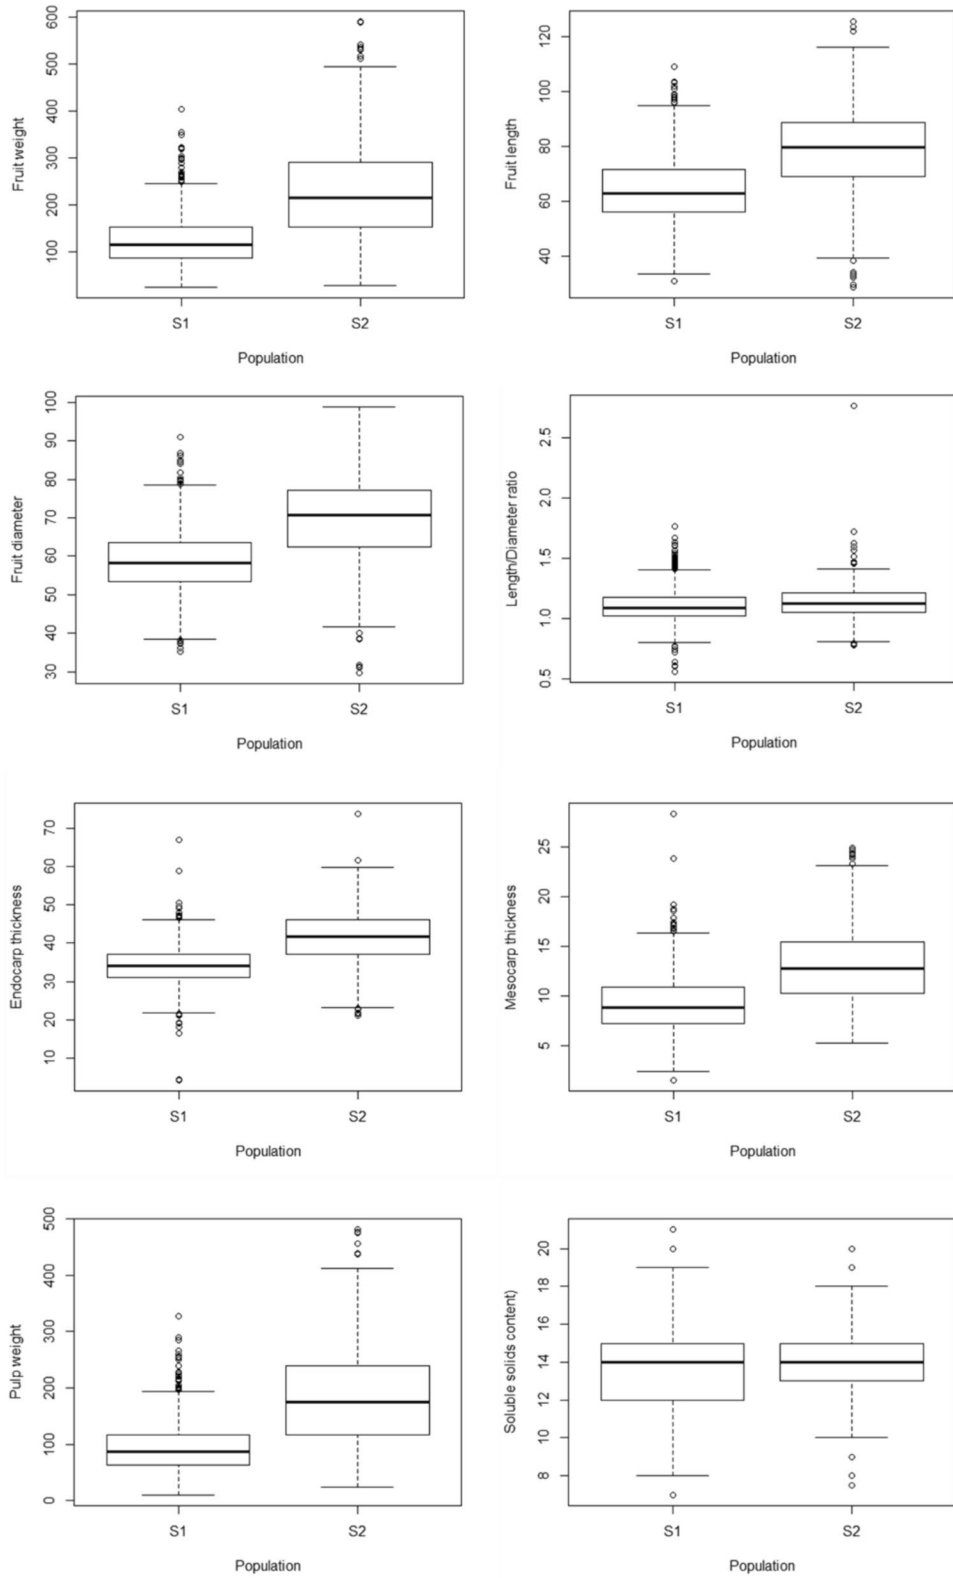 Fruit weight
600
500
400
300
200
100
S1 S2
Population
Fruit length
120
100
80
60
40
S1 S2
Population
Fruit diameter
100
90
80
70
60
50
40
30
S1 S2
Population
Length/Diameter ratio
2.5
2.0
1.5
1.0
0.5
S1 S2
Population
Endocarp thickness
70
60
50
40
30
20
10
S1 S2
Population
Mesocarp thickness
25
20
15
10
5
S1 S2
Population
Pulp weight
500
400
300
200
100
0
S1 S2
Population
Soluble solids content)
20
18
16
14
12
10
8
S1 S2
Population